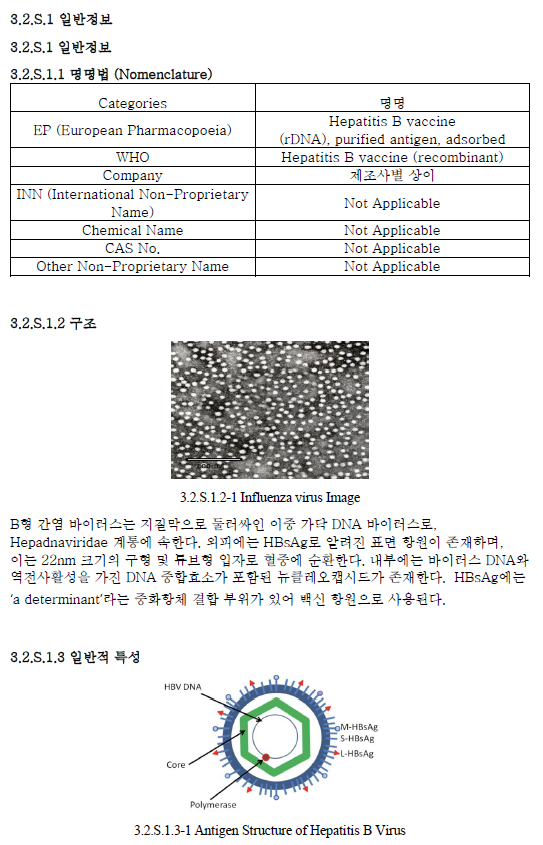 3.2.S.1 일반정보
3.2.S.1 일반정보
3.2.S.1.1 명명법 (Nomenclature)
Categories 명명
EP (European Pharmacopoeia) Hepatitis B vaccine
(rDNA), purified antigen, adsorbed
WHO Hepatitis B vaccine (recombinant)
Company 제조사별 상이
INN (International Non-Proprietary
Name) Not Applicable
Chemical Name Not Applicable
CAS No. Not Applicable
Other Non-Proprietary Name Not Applicable
3.2.S.1.2 구조
3.2.S.1.2-1 Influenza virus Image
B형 간염 바이러스는 지질막으로 둘러싸인 이중 가닥 DNA 바이러스로,
Hepadnaviridae 계통에 속한다. 외피에는 HBsAg로 알려진 표면 항원이 존재하며,
이는 22nm 크기의 구형 및 튜브형 입자로 혈중에 순환한다. 내부에는 바이러스 DNA와
역전사활성을 가진 DNA 중합효소가 포함된 뉴클레오캡시드가 존재한다. HBsAg에는
‘a determinant’라는 중화항체 결합 부위가 있어 백신 항원으로 사용된다.
3.2.S.1.3 일반적 특성
HBV DNA
M-HBsAg
S-HBsAg
L-HBsAg
Core
Polymerase
3.2.S.1.3-1 Antigen Structure of Hepatitis B Virus